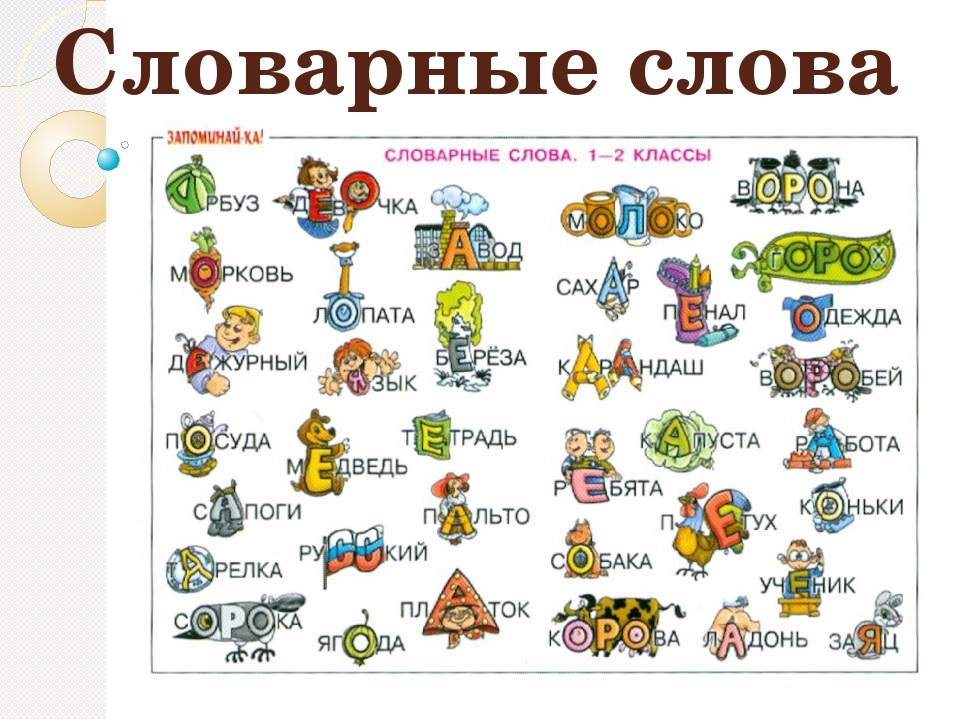 Словарные слова
ЗАПОМИНАЙ-КА!
СЛОВАРНЫЕ СЛОВА. 1—2 КЛАССЫ
АРБУЗ
ДЕВОЧКА
ЗАВОД
МОЛОКО
ВОРОНА
МОРКОВЬ
ЛОПАТА
САХАР
ПЕНАЛ
ГОРОХ
ОДЕЖДА
ДЕЖУРНЫЙ
ЯЗЫК
БЕРЁЗА
КАРАНДАШ
ВОРОБЕЙ
ПОСУДА
МЕДВЕДЬ
ТЕТРАДЬ
РЕБЯТА
КАПУСТА
РАБОТА
САПОГИ
ПАЛЬТО
ПЕТУХ
КОНЬКИ
ТАРЕЛКА
РУССКИЙ
СОБАКА
УЧЕНИК
СОРОКА
ЯГОДА
ПЛАТОК
КОРОВА
ЛАДОНЬ
ЗАЯЦ